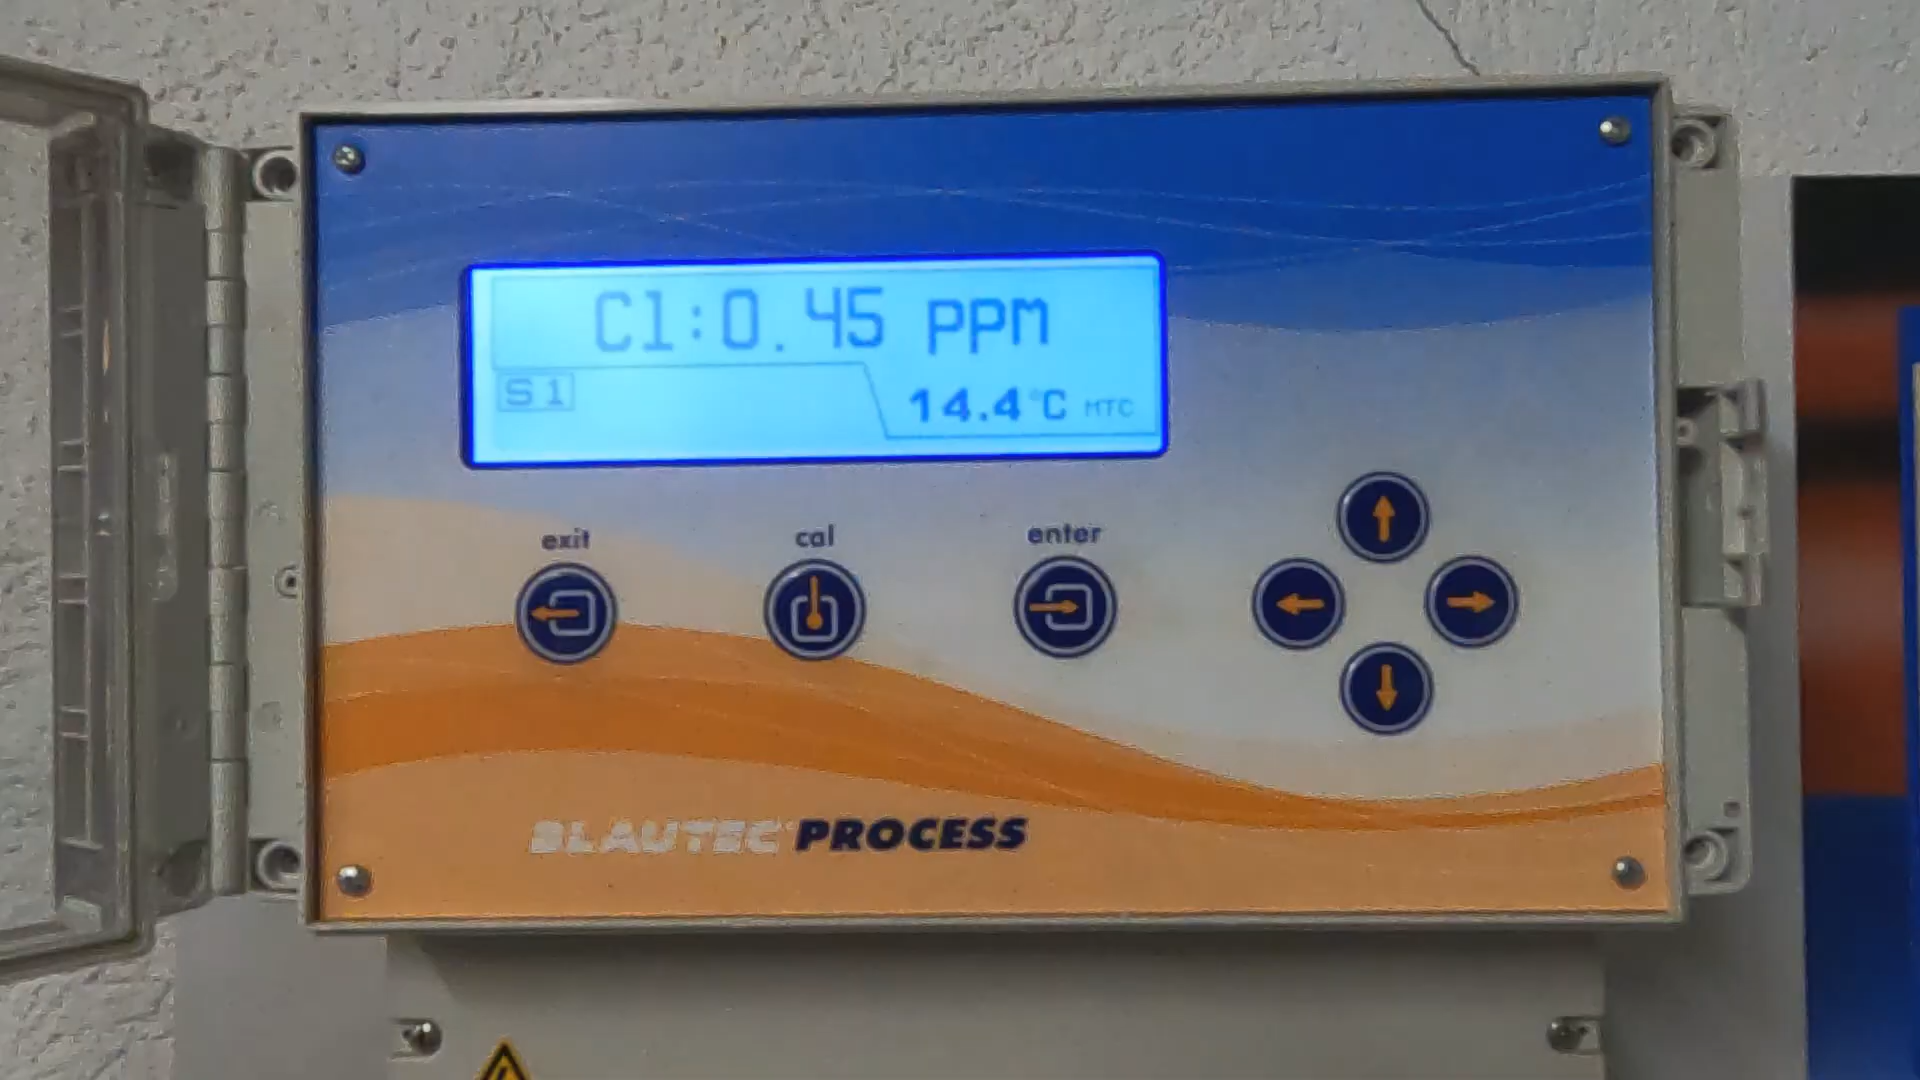 Cl:0.45 PPM
S1
14.4°C MTC
exit
cal
enter
BLAUTEC PROCESS